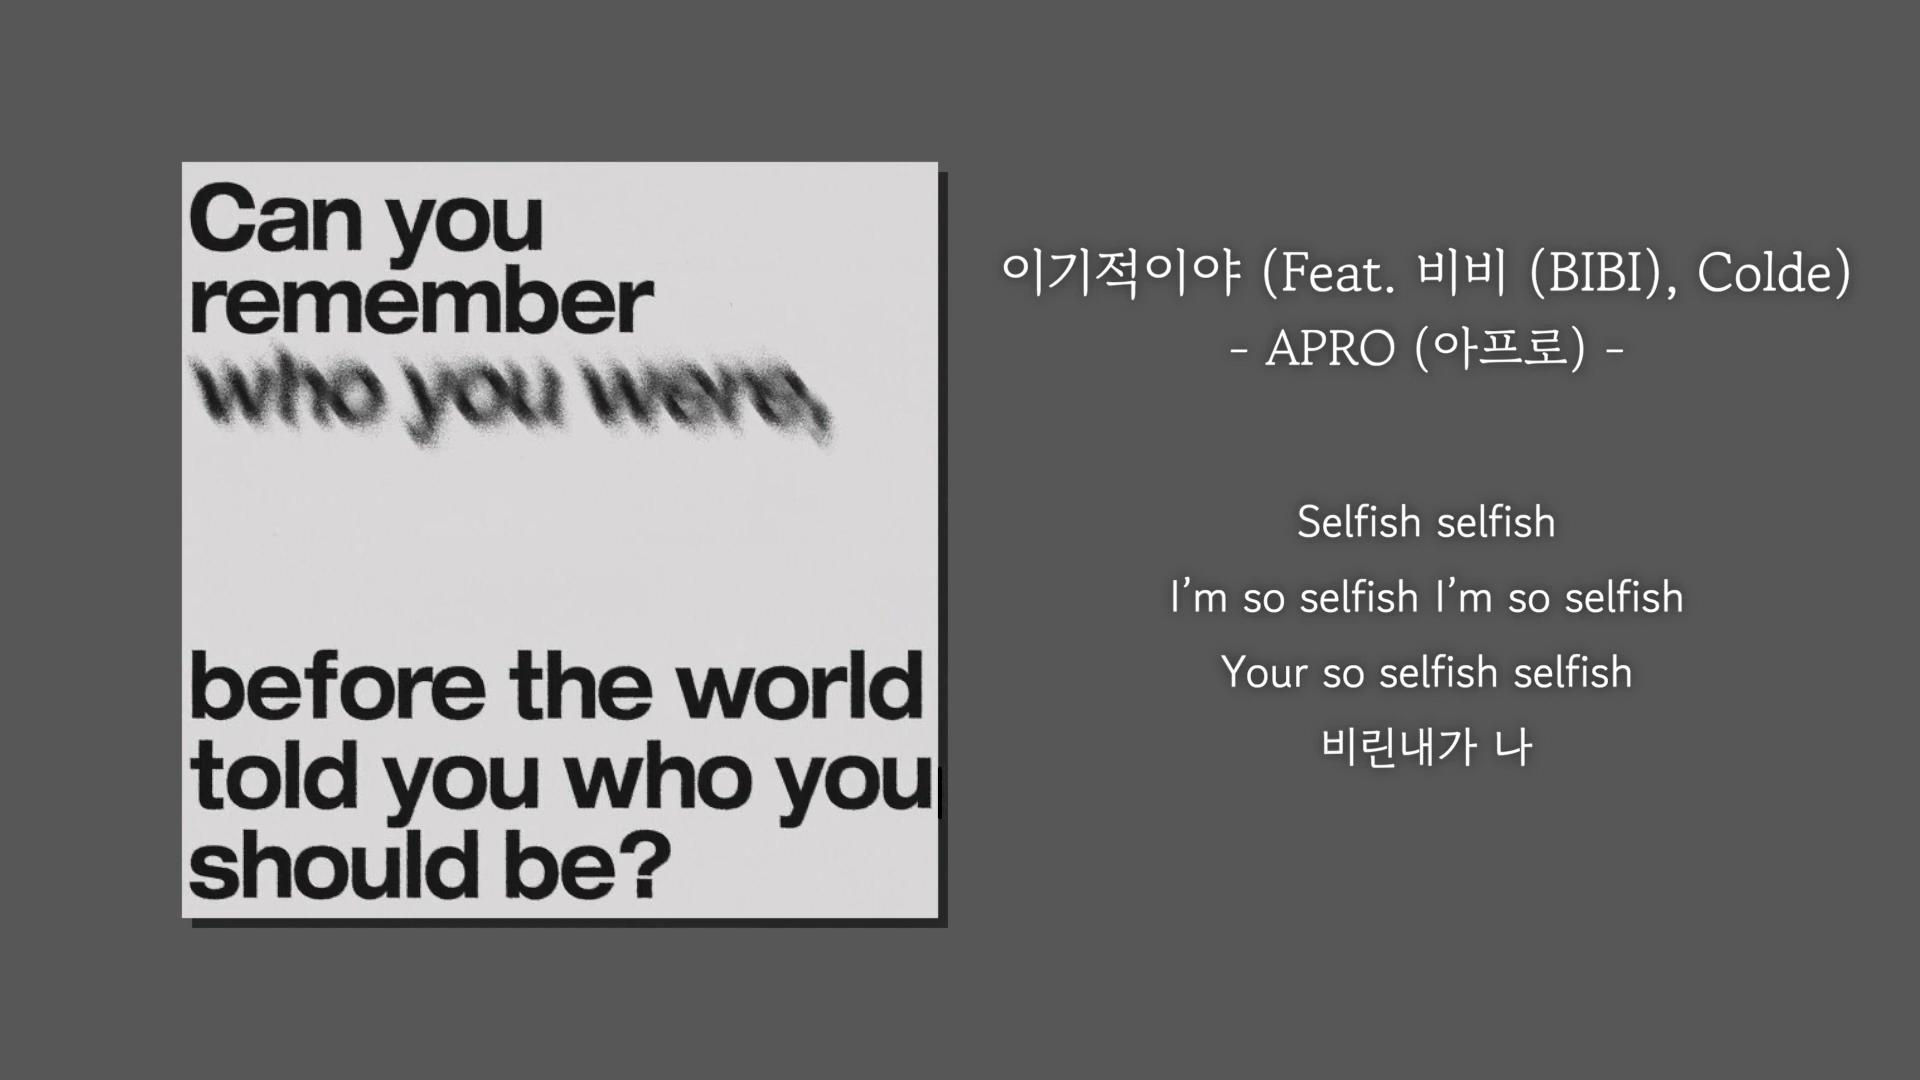 Can you
remember
who you were,
before the world
told you who you
should be?
이기적이야 (Feat. 비비 (BIBI), Colde)
- APRO (아프로) -
Selfish selfish
I’m so selfish I’m so selfish
Your so selfish selfish
비린내가 나